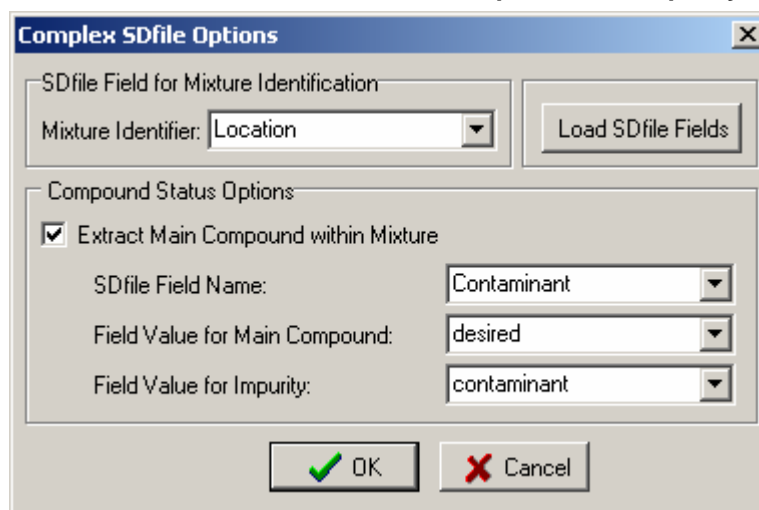 Complex SDfile Options
SDfile Field for Mixture Identification
Mixture Identifier: Location
Load SDfile Fields
Compound Status Options
Extract Main Compound within Mixture
SDfile Field Name: Contaminant
Field Value for Main Compound: desired
Field Value for Impurity: contaminant
OK Cancel